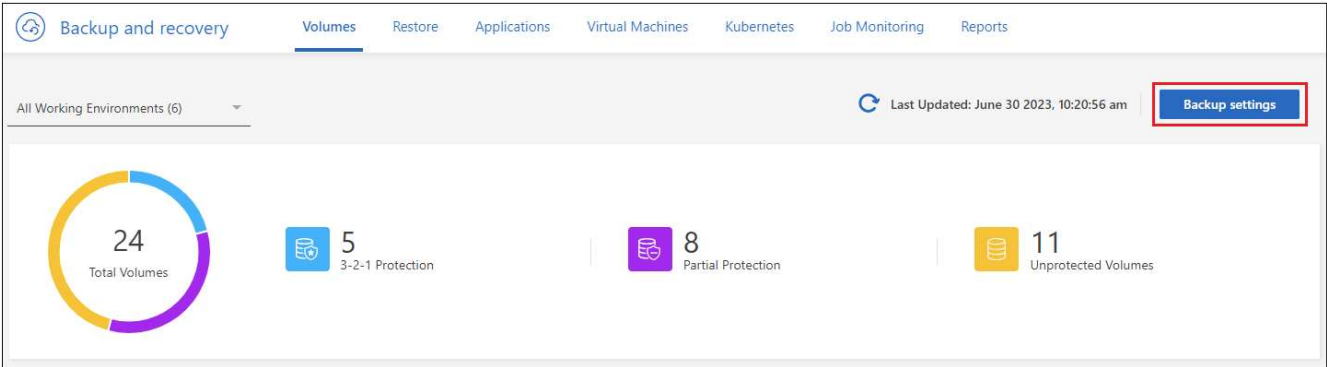 Backup and recovery
Volumes Restore Applications Virtual Machines Kubernetes Job Monitoring Reports
All Working Environments (6)
Last Updated: June 30 2023, 10:20:56 am
Backup settings
24
Total Volumes
5
3-2-1 Protection
8
Partial Protection
11
Unprotected Volumes